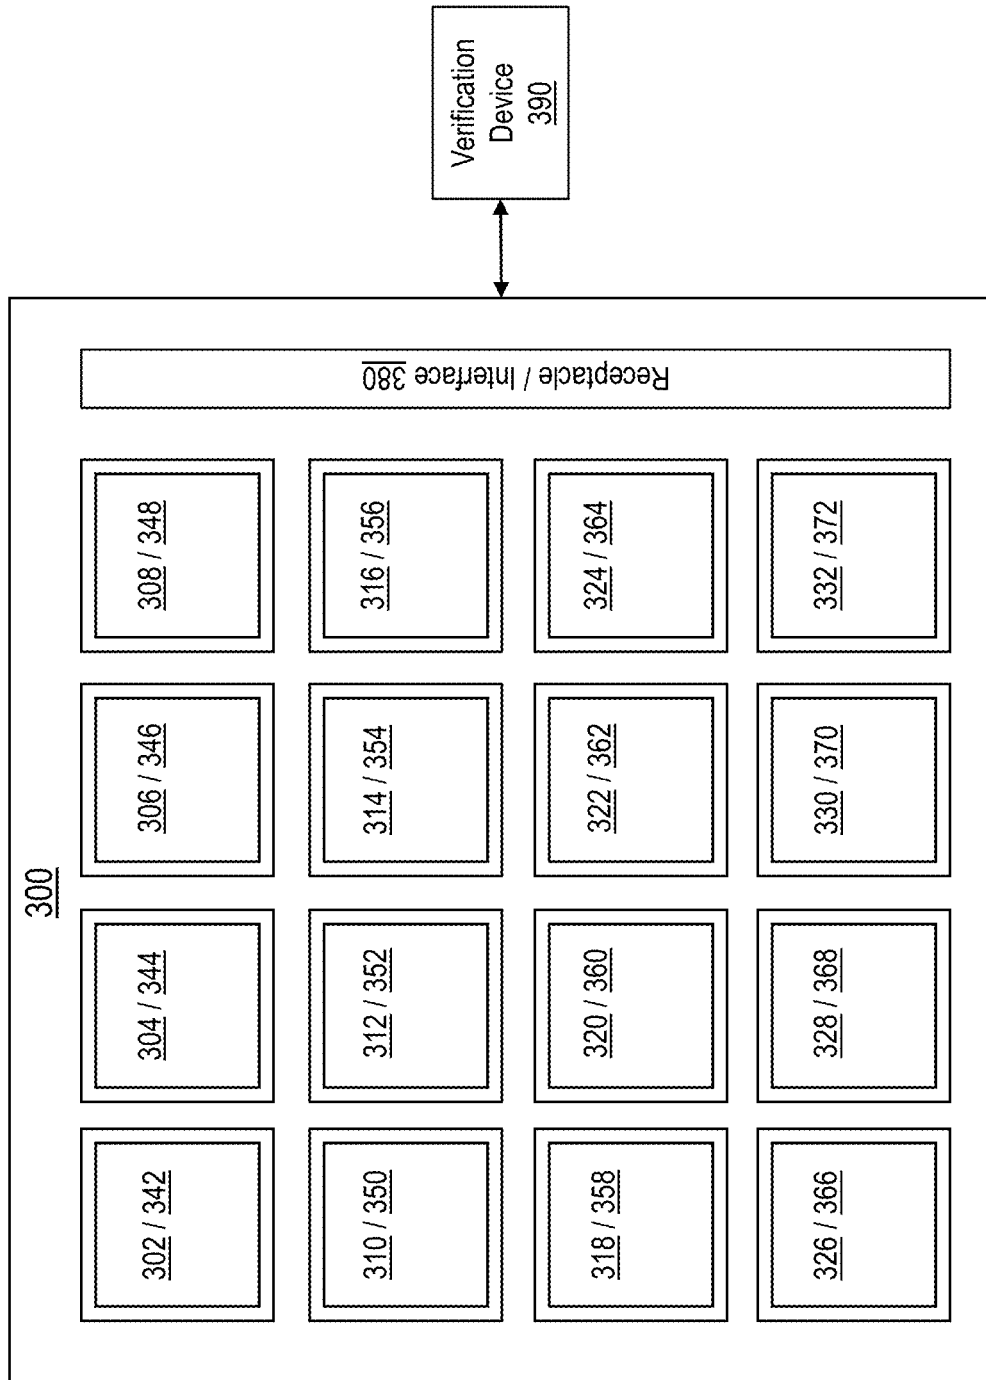 300
302 / 342
304 / 344
306 / 346
308 / 348
310 / 350
312 / 352
314 / 354
316 / 356
318 / 358
320 / 360
322 / 362
324 / 364
326 / 366
328 / 368
330 / 370
332 / 372
Receptacle / Interface 380
Verification
Device
390